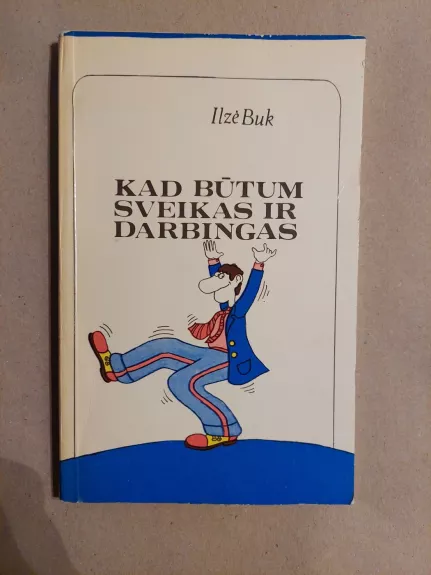 Ilzė Buk
KAD BŪTUM
SVEIKAS IR
DARBINGAS